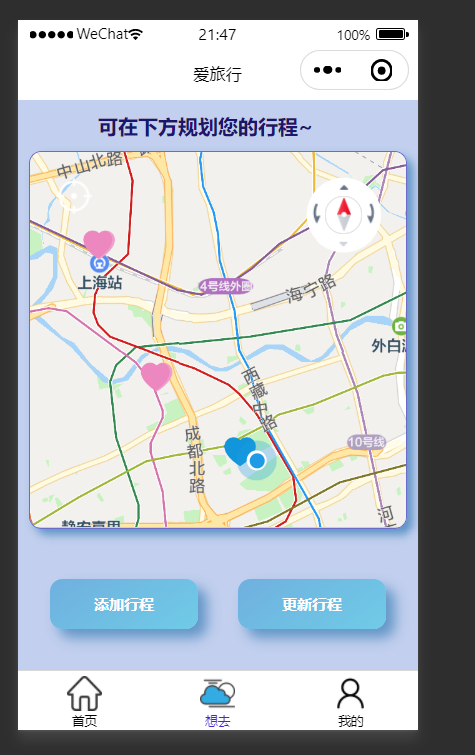 ●●●●● WeChat
21:47
100%
爱旅行
可在下方规划您的行程~
中山北路
上海站
4号线外圈
海宁路
外白渡
西藏中路
成都北路
10号线
静安嘉里
河
添加行程
更新行程
首页
想去
我的